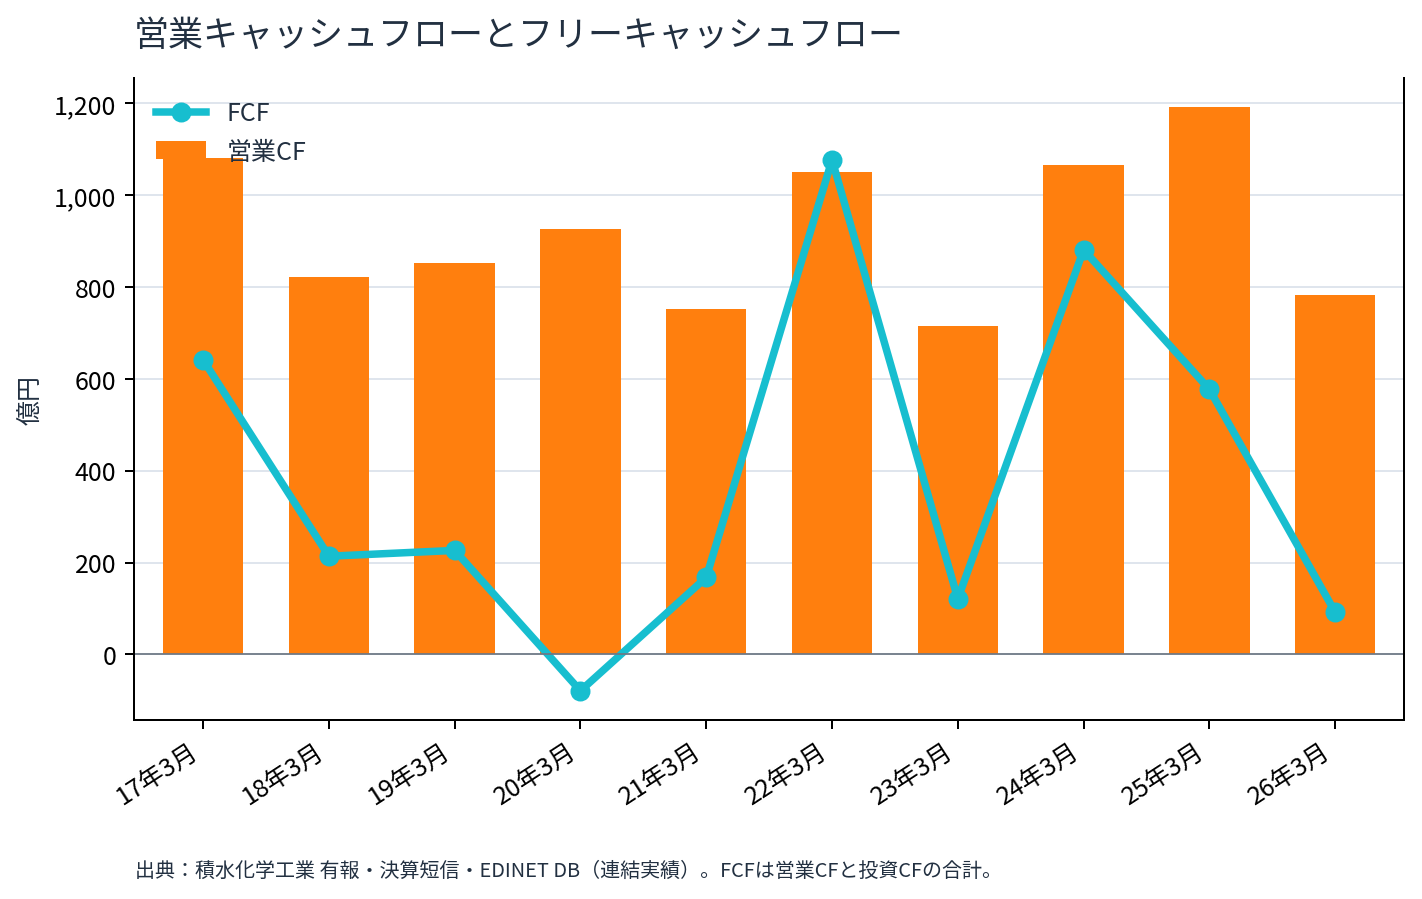 営業キャッシュフローとフリーキャッシュフロー
FCF
営業CF
億円
1,200
1,000
800
600
400
200
0
17年3月
18年3月
19年3月
20年3月
21年3月
22年3月
23年3月
24年3月
25年3月
26年3月
出典：積水化学工業 有報・決算短信・EDINET DB（連結実績）。FCFは営業CFと投資CFの合計。